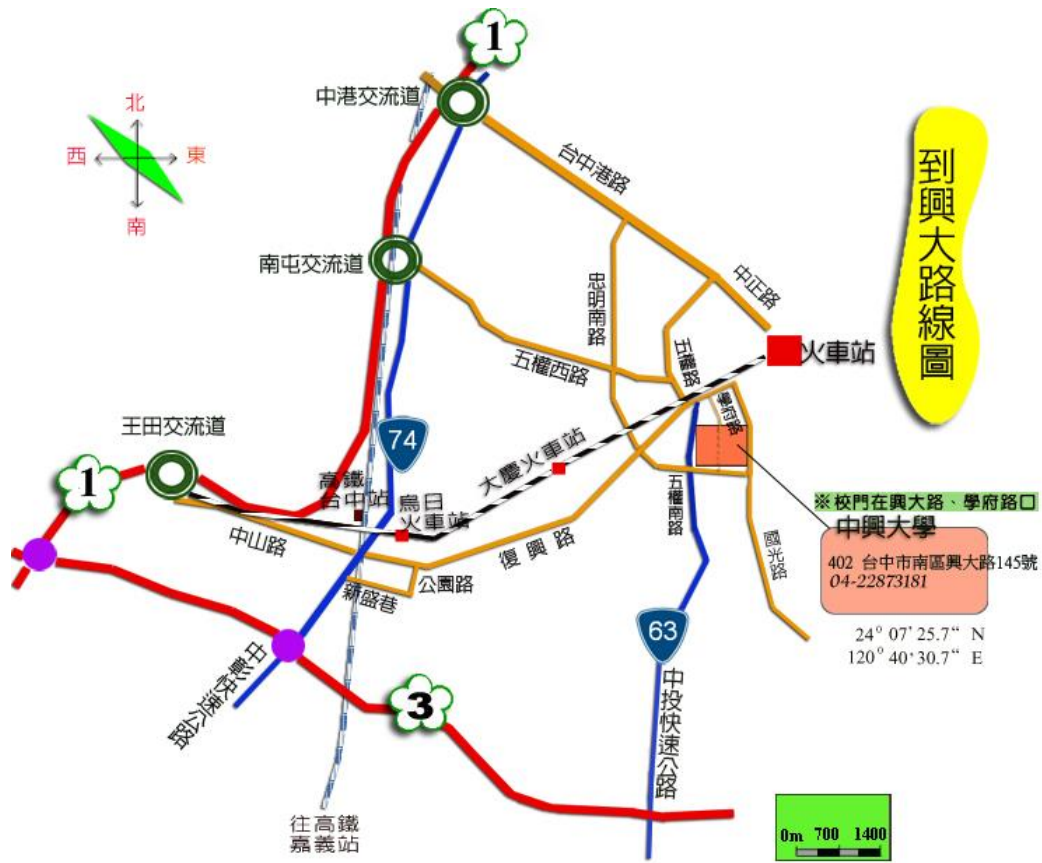 1
中港交流道
北
西
東
南
台中港路
到興大路線圖
南屯交流道
忠明南路
中正路
火車站
五權西路
五權路
學府路
王田交流道
74
1
高鐵
台中站
烏日
火車站
大慶火車站
中山路
復興路
五權南路
國光路
※校門在興大路、學府路口
中興大學
402 台中市南區興大路145號
04-22873181
24° 07' 25.7“ N
120° 40' 30.7“ E
新盛巷
公園路
63
中彰快速公路
3
中投快速公路
往高鐵
嘉義站
0m 700 1400